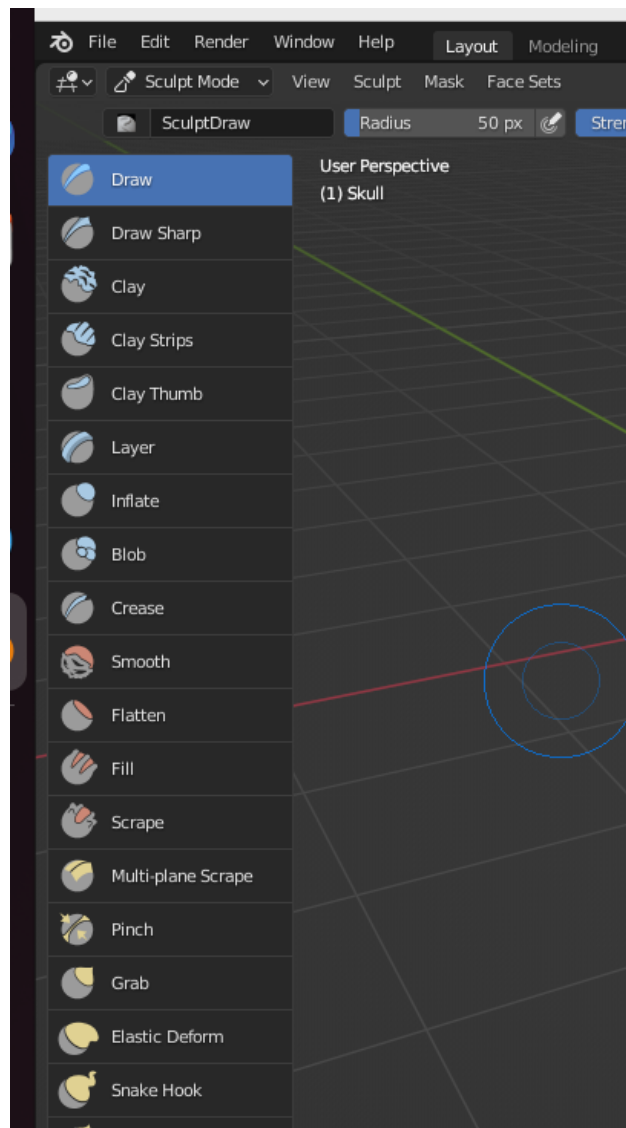 File Edit Render Window Help Layout Modeling
Sculpt Mode View Sculpt Mask Face Sets
SculptDraw Radius 50 px
User Perspective
(1) Skull
Draw
Draw Sharp
Clay
Clay Strips
Clay Thumb
Layer
Inflate
Blob
Crease
Smooth
Flatten
Fill
Scrape
Multi-plane Scrape
Pinch
Grab
Elastic Deform
Snake Hook